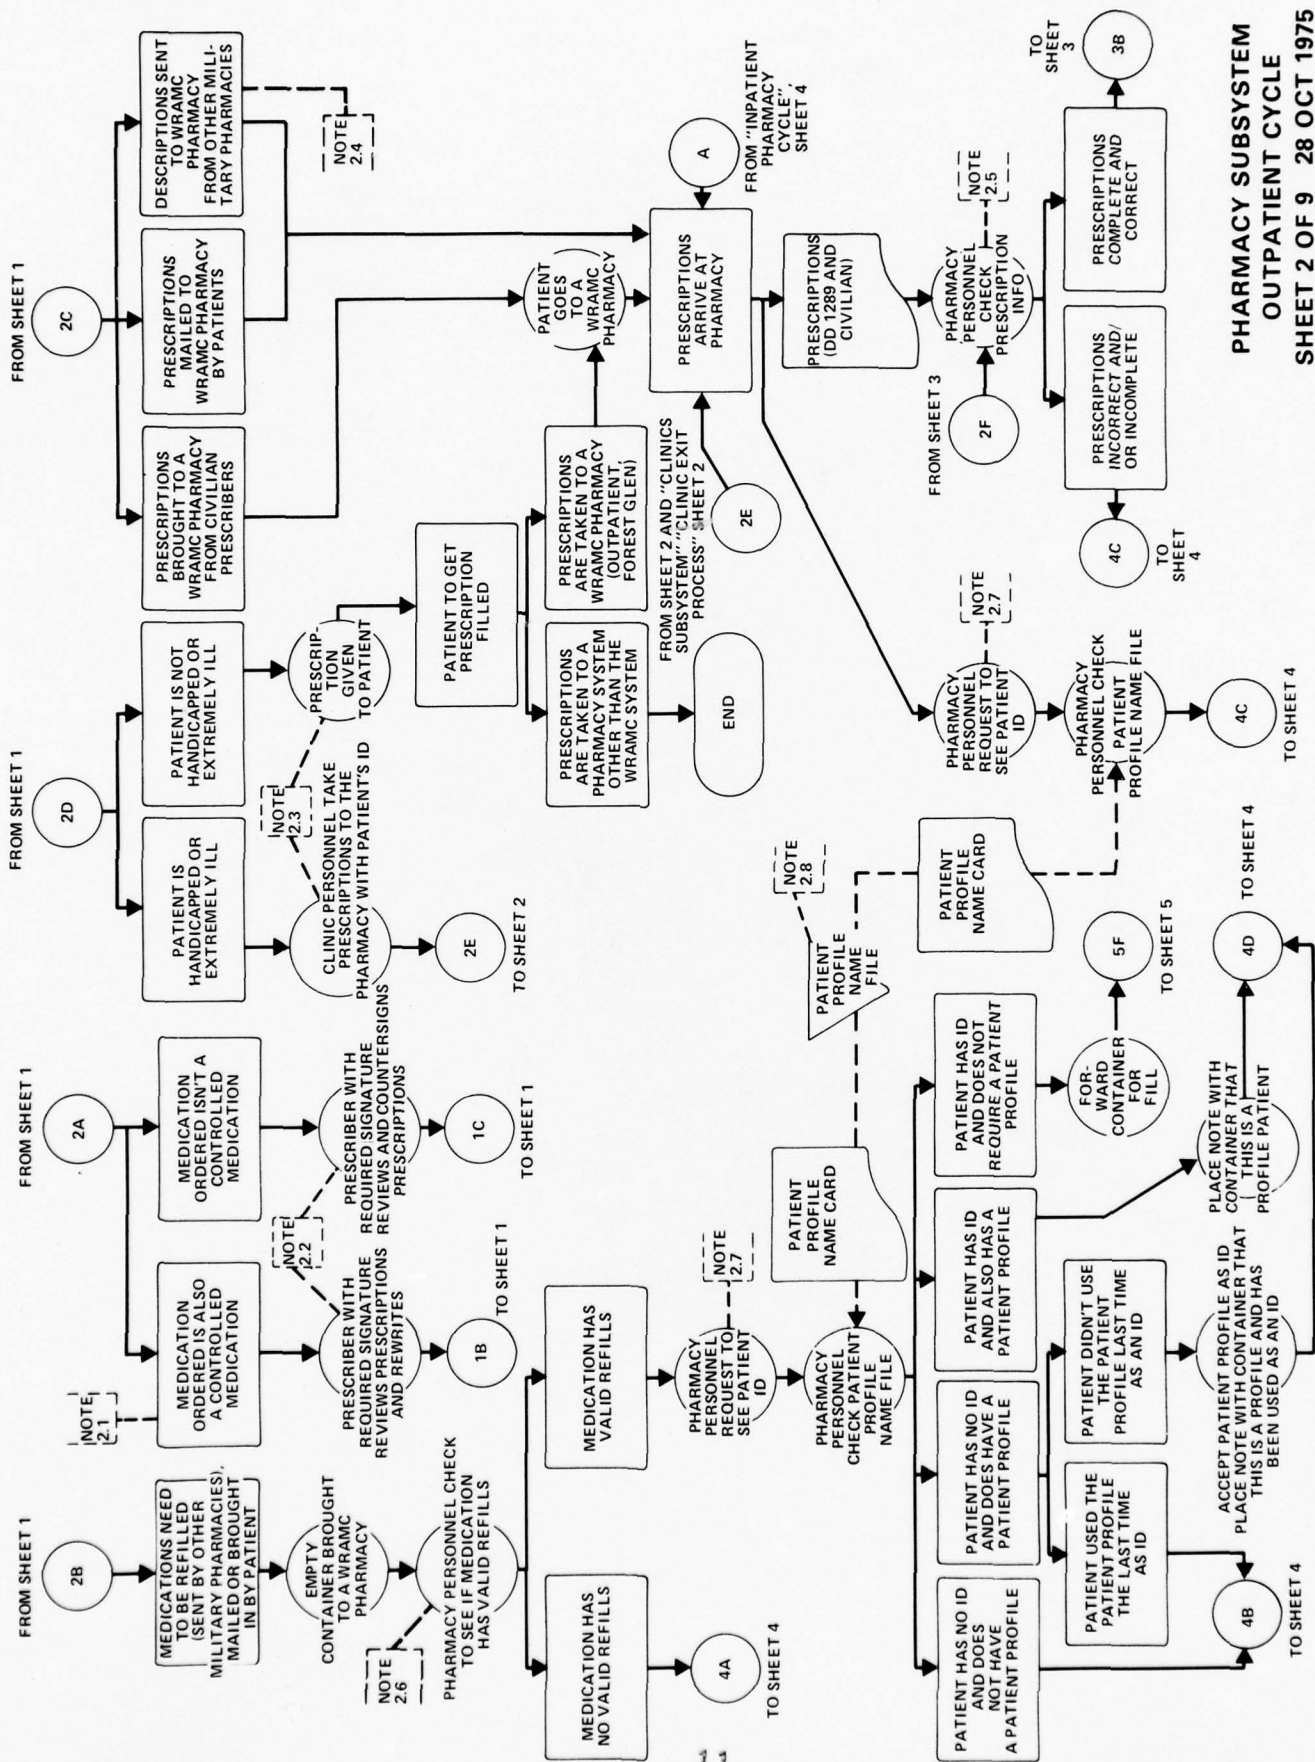 FROM SHEET 1
2B
MEDICATIONS NEED
TO BE REFILLED
(SENT BY OTHER
MILITARY PHARMACIES),
MAILED OR BROUGHT
IN BY PATIENT
EMPTY
CONTAINER BROUGHT
TO A WRAMC
PHARMACY
PHARMACY PERSONNEL CHECK
TO SEE IF MEDICATION
HAS VALID REFILLS
NOTE
2.6
MEDICATION HAS
NO VALID REFILLS
4A
TO SHEET 4
MEDICATION HAS
VALID REFILLS
PHARMACY
PERSONNEL
REQUEST TO
SEE PATIENT
ID
NOTE
2.7
PHARMACY
PERSONNEL
CHECK PATIENT
PROFILE
NAME FILE
PATIENT
PROFILE
NAME CARD
PATIENT
PROFILE
NAME
FILE
NOTE
2.8
PATIENT
PROFILE
NAME CARD
PATIENT HAS NO ID
AND DOES
NOT HAVE
A PATIENT PROFILE
PATIENT HAS NO ID
AND DOES HAVE A
PATIENT PROFILE
PATIENT HAS ID
AND ALSO HAS A
PATIENT PROFILE
PATIENT HAS ID
AND DOES NOT
REQUIRE A PATIENT
PROFILE
PATIENT USED THE
PATIENT PROFILE
THE LAST TIME
AS ID
PATIENT DIDN'T USE
THE PATIENT
PROFILE LAST TIME
AS AN ID
FOR-
WARD
CONTAINER
FOR
FILL
5F
TO SHEET 5
4B
TO SHEET 4
ACCEPT PATIENT PROFILE AS ID
PLACE NOTE WITH CONTAINER THAT
THIS IS A PROFILE AND HAS
BEEN USED AS AN ID
PLACE NOTE WITH
CONTAINER THAT
THIS IS A
PROFILE PATIENT
4D
TO SHEET 4
FROM SHEET 1
2A
NOTE
2.1
MEDICATION
ORDERED IS ALSO
A CONTROLLED
MEDICATION
MEDICATION
ORDERED ISN'T A
CONTROLLED
MEDICATION
NOTE
2.2
PRESCRIBER WITH
REQUIRED SIGNATURE
REVIEWS PRESCRIPTIONS
AND REWRITES
PRESCRIBER WITH
REQUIRED SIGNATURE
REVIEWS AND COUNTERSIGNS
PRESCRIPTIONS
1B
TO SHEET 1
1C
TO SHEET 1
FROM SHEET 1
2D
PATIENT IS
HANDICAPPED OR
EXTREMELY ILL
PATIENT IS NOT
HANDICAPPED OR
EXTREMELY ILL
NOTE
2.3
CLINIC PERSONNEL TAKE
PRESCRIPTIONS TO THE
PHARMACY WITH PATIENT'S ID
PRESCRIP-
TION
GIVEN
TO PATIENT
2E
TO SHEET 2
PATIENT TO GET
PRESCRIPTION
FILLED
PRESCRIPTIONS
ARE TAKEN TO A
PHARMACY SYSTEM
OTHER THAN THE
WRAMC SYSTEM
PRESCRIPTIONS
ARE TAKEN TO A
WRAMC PHARMACY
(OUTPATIENT,
FOREST GLEN)
END
FROM SHEET 1
2C
PRESCRIPTIONS
BROUGHT TO A
WRAMC PHARMACY
FROM CIVILIAN
PRESCRIBERS
PRESCRIPTIONS
MAILED TO
WRAMC PHARMACY
BY PATIENTS
DESCRIPTIONS SENT
TO WRAMC
PHARMACY
FROM OTHER MILI-
TARY PHARMACIES
NOTE
2.4
PATIENT
GOES
TO A
WRAMC
PHARMACY
FROM SHEET 2 AND "CLINICS
SUBSYSTEM" "CLINIC EXIT
PROCESS" SHEET 2
2E
PRESCRIPTIONS
ARRIVE AT
PHARMACY
A
FROM "INPATIENT
PHARMACY
CYCLE",
SHEET 4
PRESCRIPTIONS
(DD 1289 AND
CIVILIAN)
PHARMACY
PERSONNEL
REQUEST TO
SEE PATIENT
ID
NOTE
2.7
PHARMACY
PERSONNEL CHECK
PATIENT
PROFILE NAME FILE
4C
TO SHEET 4
FROM SHEET 3
2F
PHARMACY
PERSONNEL
CHECK
PRESCRIPTION
INFO
NOTE
2.5
PRESCRIPTIONS
INCORRECT AND/
OR INCOMPLETE
PRESCRIPTIONS
COMPLETE AND
CORRECT
4C
TO
SHEET
4
3B
TO
SHEET
3
PHARMACY SUBSYSTEM
OUTPATIENT CYCLE
SHEET 2 OF 9 28 OCT 1975